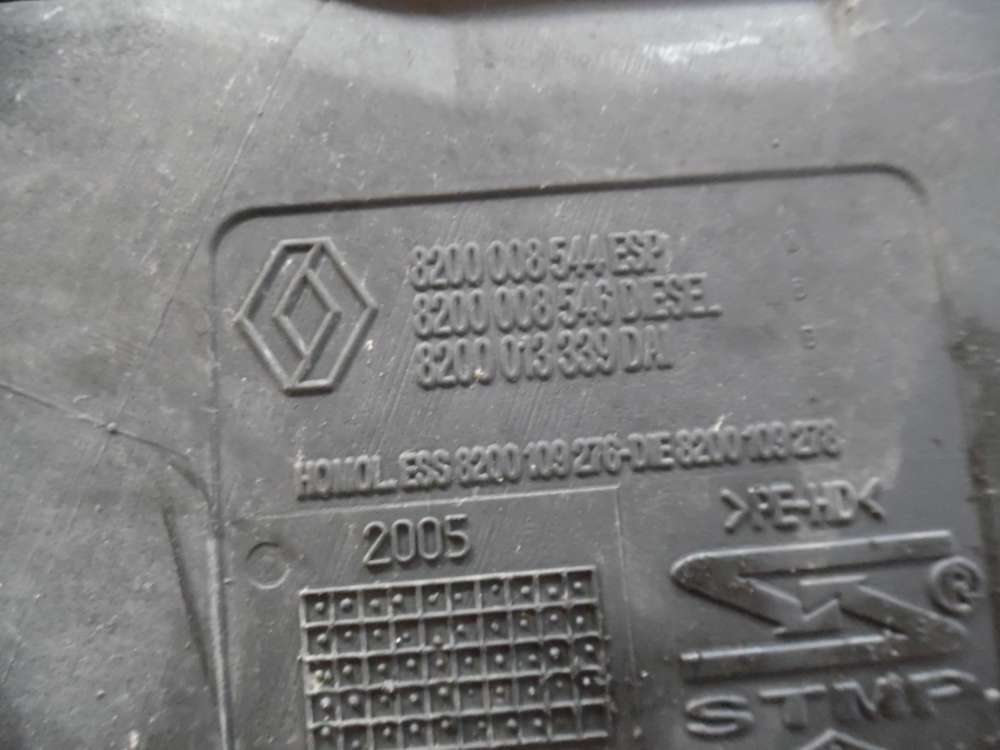 8200 008 544 ESP.
8200 008 546 DIESEL
8200 013 339 DAI
HOMOL. ESS 8200 109 276-DIE 8200 109 278
2005
>PE-HD<
®
STMP